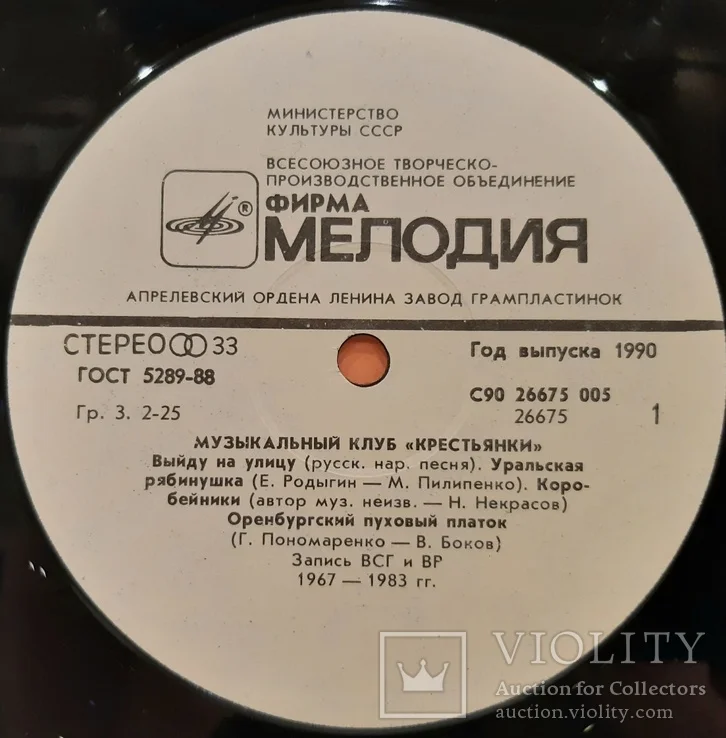 МИНИСТЕРСТВО
КУЛЬТУРЫ СССР
ВСЕСОЮЗНОЕ ТВОРЧЕСКО-
ПРОИЗВОДСТВЕННОЕ ОБЪЕДИНЕНИЕ
®
ФИРМА
МЕЛОДИЯ
АПРЕЛЕВСКИЙ ОРДЕНА ЛЕНИНА ЗАВОД ГРАМПЛАСТИНОК
СТЕРЕО 33
Год выпуска 1990
ГОСТ 5289-88
С90 26675 005
Гр. 3. 2-25
26675
1
МУЗЫКАЛЬНЫЙ КЛУБ «КРЕСТЬЯНКИ»
Выйду на улицу (русск. нар. песня). Уральская
рябинушка (Е. Родыгин — М. Пилипенко). Коро-
бейники (автор муз. неизв. — Н. Некрасов)
Оренбургский пуховый платок
(Г. Пономаренко — В. Боков)
Запись ВСГ и ВР
1967 — 1983 гг.
VIOLITY
Auction for Collectors
auction.violity.com